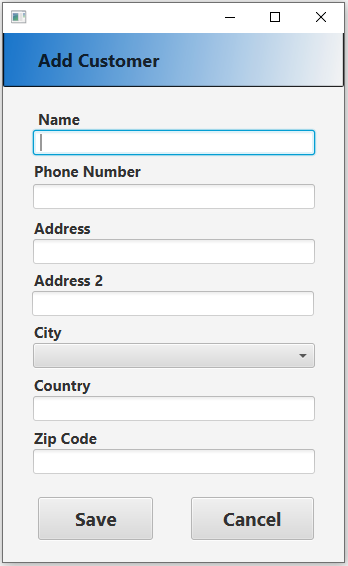 Add Customer
Name
Phone Number
Address
Address 2
City
Country
Zip Code
Save Cancel